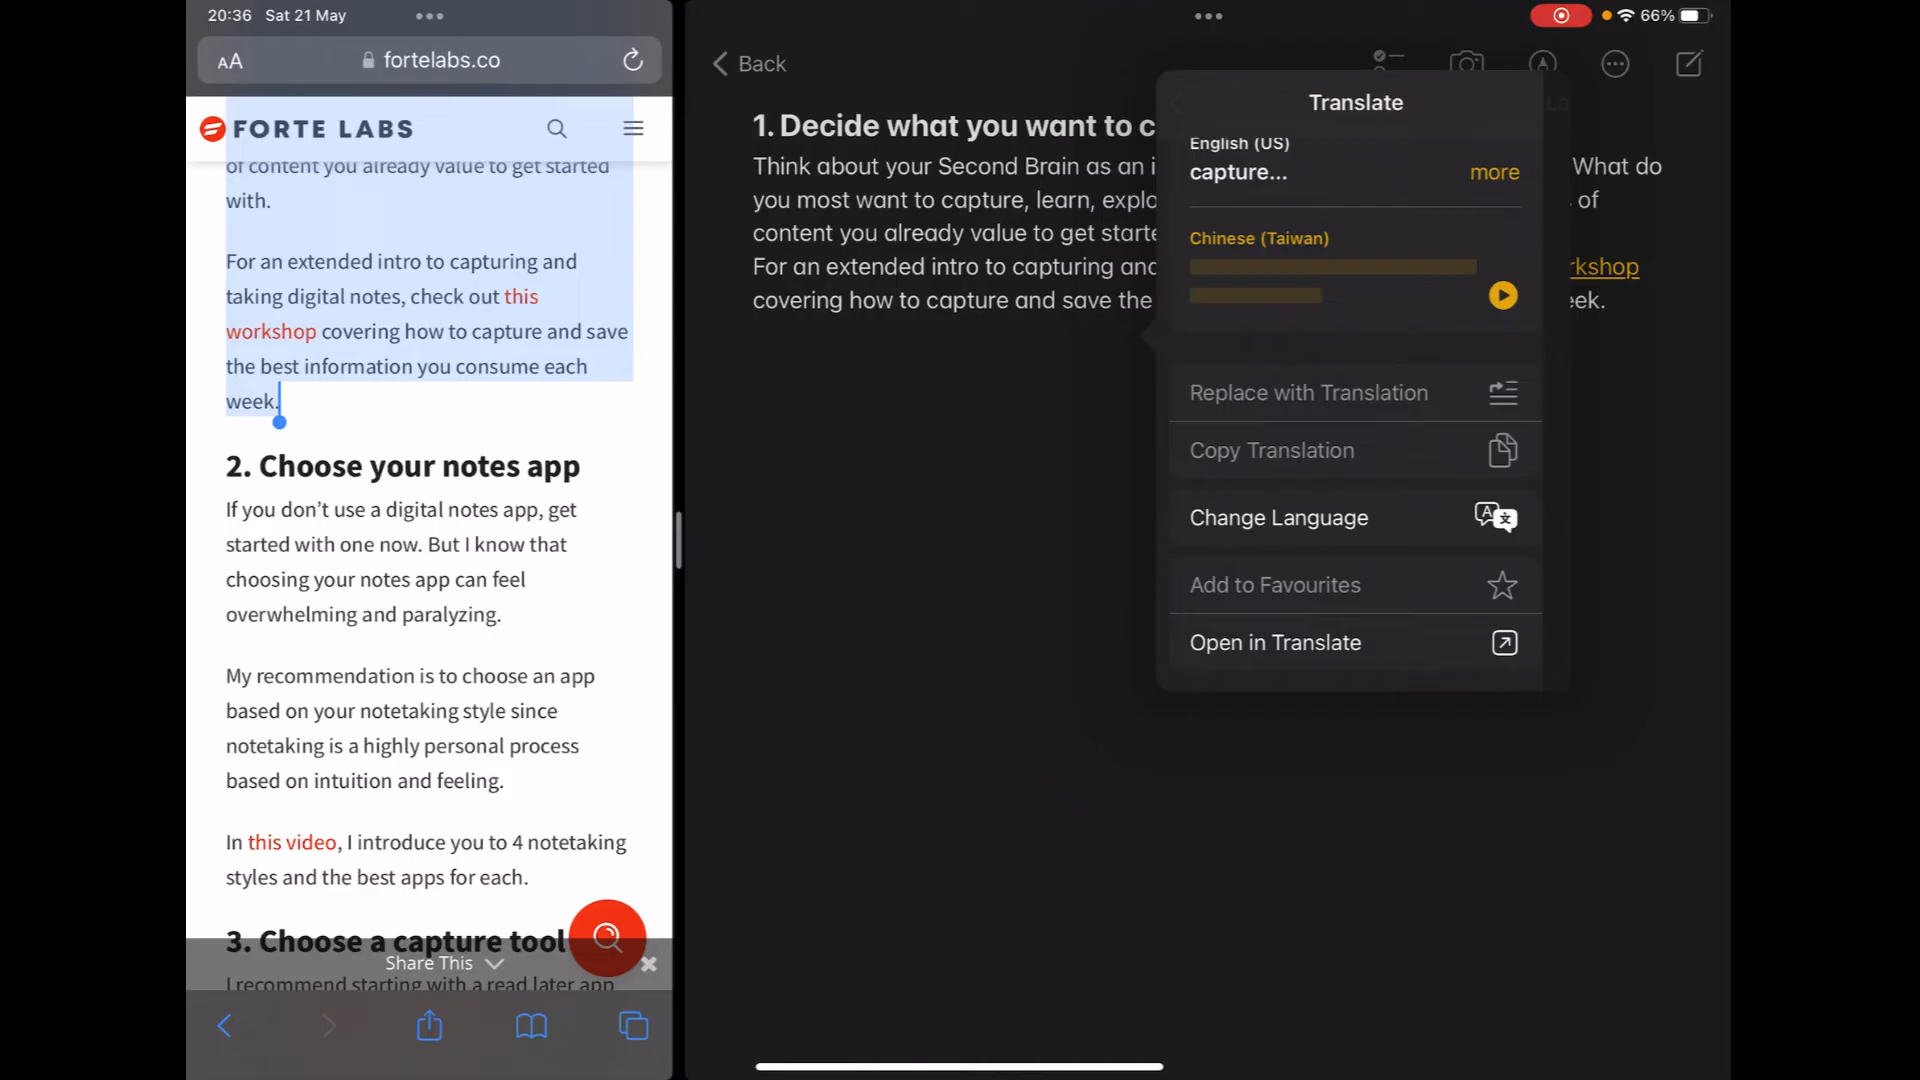 20:36 Sat 21 May
66%
AA fortelabs.co
FORTE LABS
of content you already value to get started
with.
For an extended intro to capturing and
taking digital notes, check out this
workshop covering how to capture and save
the best information you consume each
week.
2. Choose your notes app
If you don’t use a digital notes app, get
started with one now. But I know that
choosing your notes app can feel
overwhelming and paralyzing.
My recommendation is to choose an app
based on your notetaking style since
notetaking is a highly personal process
based on intuition and feeling.
In this video, I introduce you to 4 notetaking
styles and the best apps for each.
3. Choose a capture tool
Share This
I recommend starting with a read later app
Back
1. Decide what you want to c
Think about your Second Brain as an i What do
you most want to capture, learn, explo of
content you already value to get starte
For an extended intro to capturing and rkshop
covering how to capture and save the eek.
Translate
English (US)
capture... more
Chinese (Taiwan)
Replace with Translation
Copy Translation
Change Language
Add to Favourites
Open in Translate